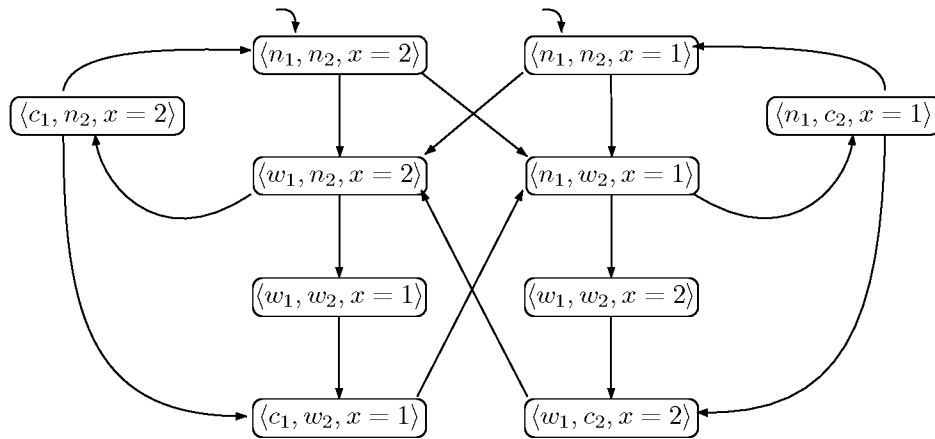 ⟨n₁, n₂, x = 2⟩ ⟨n₁, n₂, x = 1⟩
⟨c₁, n₂, x = 2⟩ ⟨n₁, c₂, x = 1⟩
⟨w₁, n₂, x = 2⟩ ⟨n₁, w₂, x = 1⟩
⟨w₁, w₂, x = 1⟩ ⟨w₁, w₂, x = 2⟩
⟨c₁, w₂, x = 1⟩ ⟨w₁, c₂, x = 2⟩